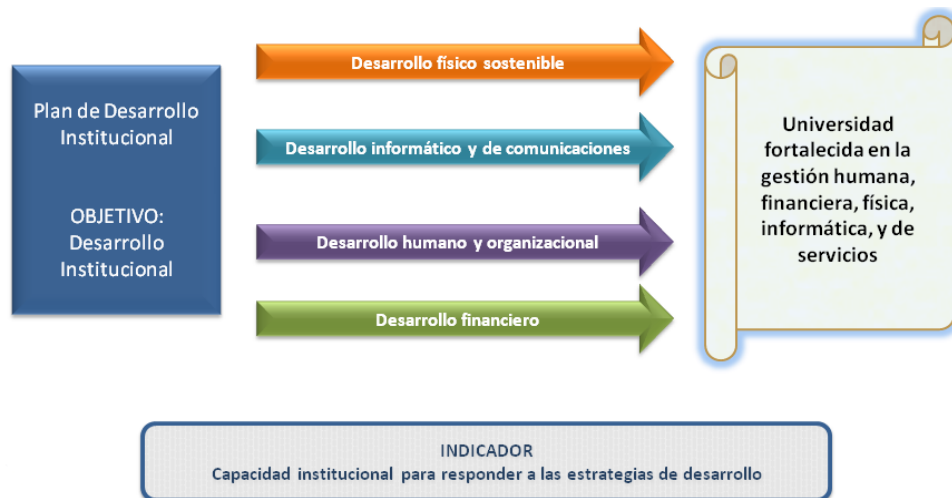 Plan de Desarrollo
Institucional
OBJETIVO:
Desarrollo
Institucional
Desarrollo físico sostenible
Desarrollo informático y de comunicaciones
Desarrollo humano y organizacional
Desarrollo financiero
Universidad
fortalecida en la
gestión humana,
financiera, física,
informática, y de
servicios
INDICADOR
Capacidad institucional para responder a las estrategias de desarrollo